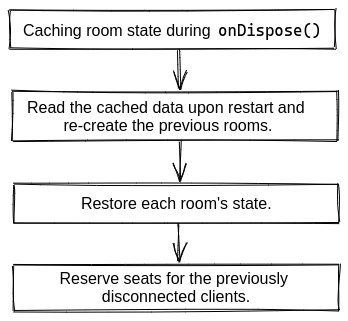 Caching room state during onDispose()
Read the cached data upon restart and
re-create the previous rooms.
Restore each room's state.
Reserve seats for the previously
disconnected clients.